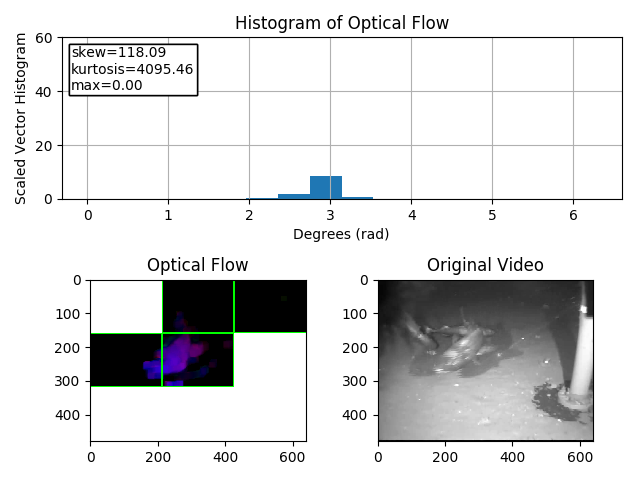 Histogram of Optical Flow
Scaled Vector Histogram
60
40
20
0
skew=118.09
kurtosis=4095.46
max=0.00
0 1 2 3 4 5 6
Degrees (rad)
Optical Flow
0
100
200
300
400
0 200 400 600
Original Video
0
100
200
300
400
0 200 400 600